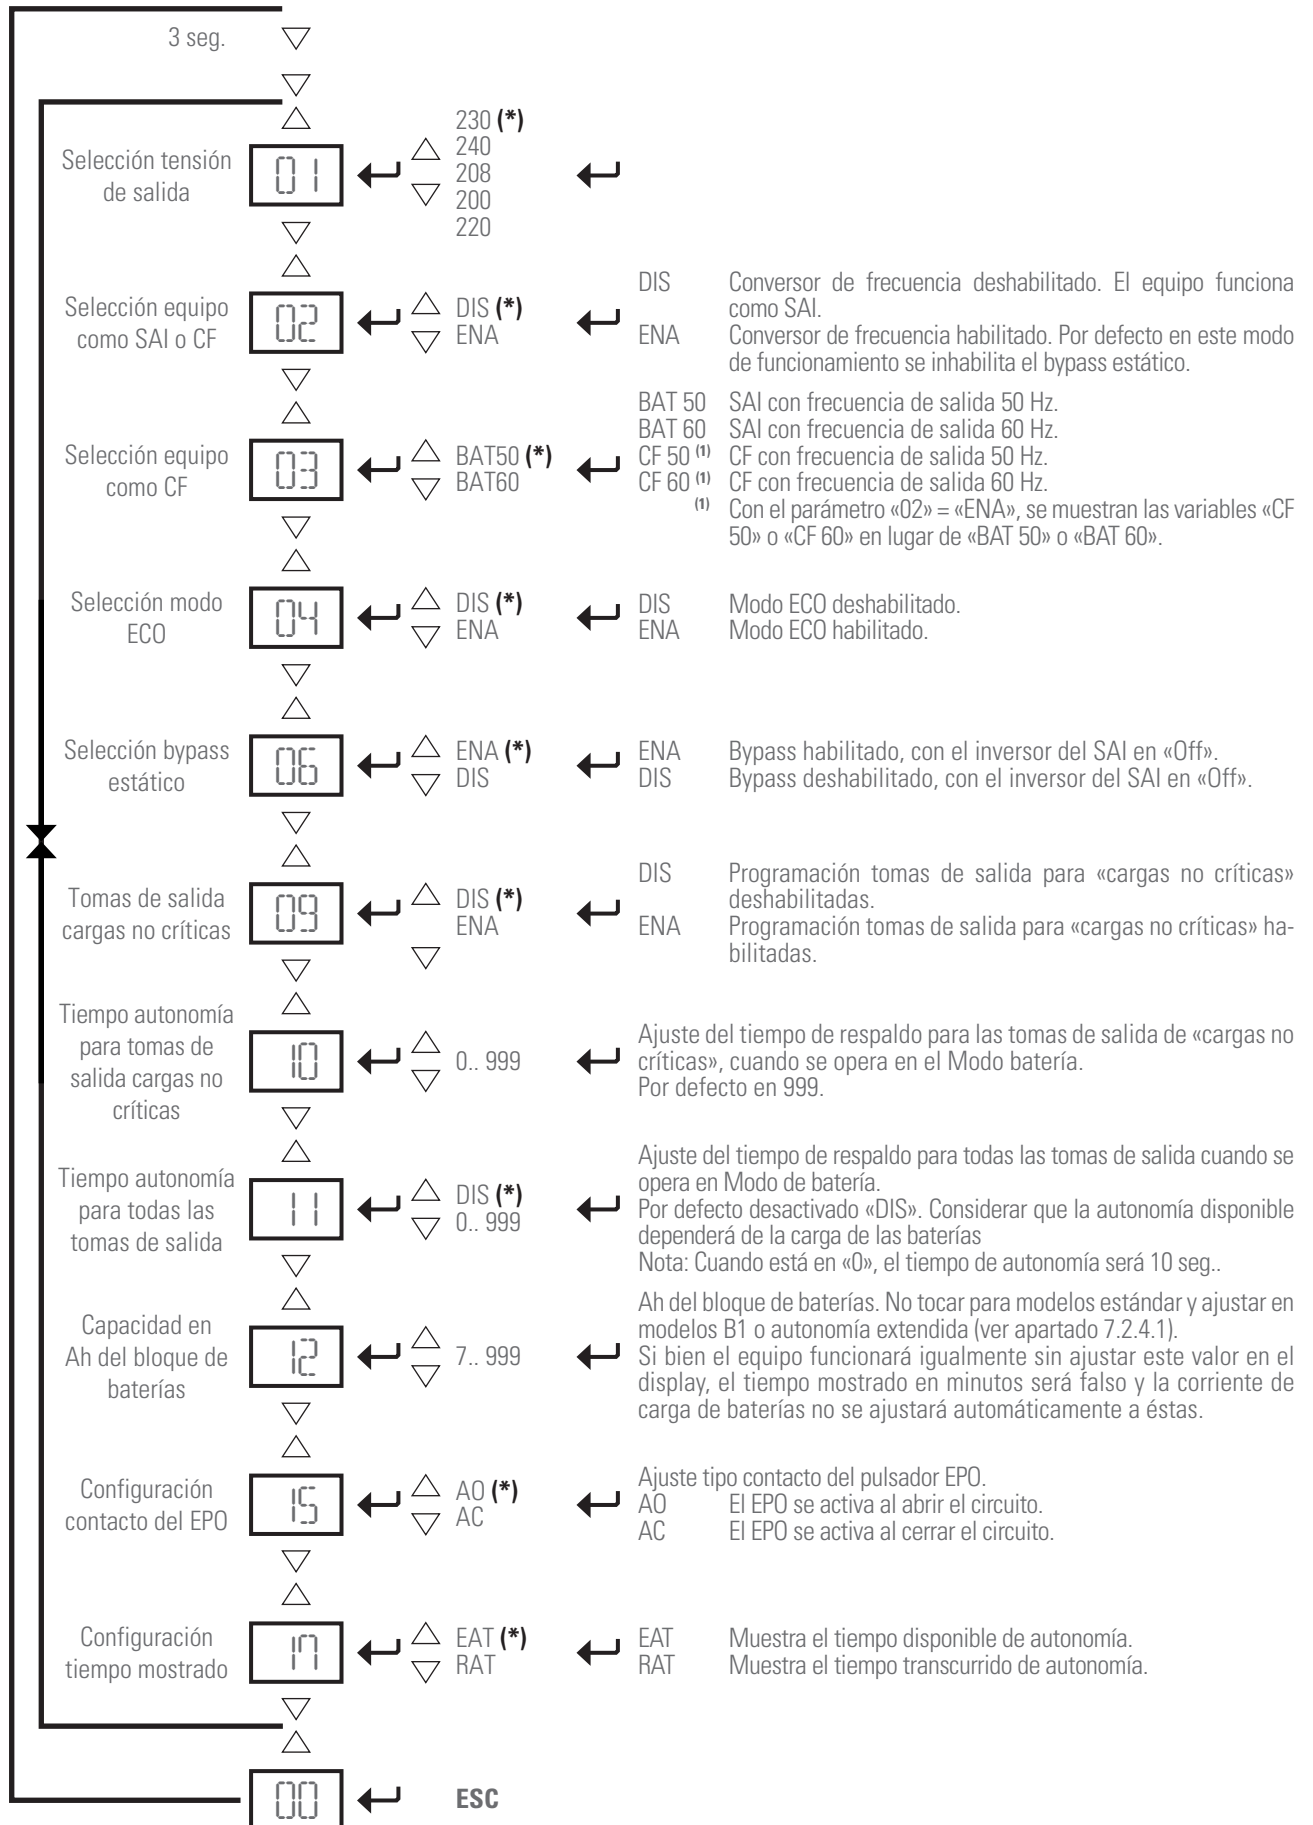 3 seg.
Selección tensión
de salida
01
230 (*)
240
208
200
220
Selección equipo
como SAI o CF
02
DIS (*)
ENA
DIS Conversor de frecuencia deshabilitado. El equipo funciona
como SAI.
ENA Conversor de frecuencia habilitado. Por defecto en este modo
de funcionamiento se inhabilita el bypass estático.
Selección equipo
como CF
03
BAT50 (*)
BAT60
BAT 50 SAI con frecuencia de salida 50 Hz.
BAT 60 SAI con frecuencia de salida 60 Hz.
CF 50 (1) CF con frecuencia de salida 50 Hz.
CF 60 (1) CF con frecuencia de salida 60 Hz.
(1) Con el parámetro «02» = «ENA», se muestran las variables «CF
50» o «CF 60» en lugar de «BAT 50» o «BAT 60».
Selección modo
ECO
04
DIS (*)
ENA
DIS Modo ECO deshabilitado.
ENA Modo ECO habilitado.
Selección bypass
estático
06
ENA (*)
DIS
ENA Bypass habilitado, con el inversor del SAI en «Off».
DIS Bypass deshabilitado, con el inversor del SAI en «Off».
Tomas de salida
cargas no críticas
09
DIS (*)
ENA
DIS Programación tomas de salida para «cargas no críticas»
deshabilitadas.
ENA Programación tomas de salida para «cargas no críticas» ha-
bilitadas.
Tiempo autonomía
para tomas de
salida cargas no
críticas
10
0.. 999
Ajuste del tiempo de respaldo para las tomas de salida de «cargas no
críticas», cuando se opera en el Modo batería.
Por defecto en 999.
Tiempo autonomía
para todas las
tomas de salida
11
DIS (*)
0.. 999
Ajuste del tiempo de respaldo para todas las tomas de salida cuando se
opera en Modo de batería.
Por defecto desactivado «DIS». Considerar que la autonomía disponible
dependerá de la carga de las baterías
Nota: Cuando está en «0», el tiempo de autonomía será 10 seg..
Capacidad en
Ah del bloque de
baterías
12
7.. 999
Ah del bloque de baterías. No tocar para modelos estándar y ajustar en
modelos B1 o autonomía extendida (ver apartado 7.2.4.1).
Si bien el equipo funcionará igualmente sin ajustar este valor en el
display, el tiempo mostrado en minutos será falso y la corriente de
carga de baterías no se ajustará automáticamente a éstas.
Configuración
contacto del EPO
15
AO (*)
AC
Ajuste tipo contacto del pulsador EPO.
AO El EPO se activa al abrir el circuito.
AC El EPO se activa al cerrar el circuito.
Configuración
tiempo mostrado
17
EAT (*)
RAT
EAT Muestra el tiempo disponible de autonomía.
RAT Muestra el tiempo transcurrido de autonomía.
00
ESC